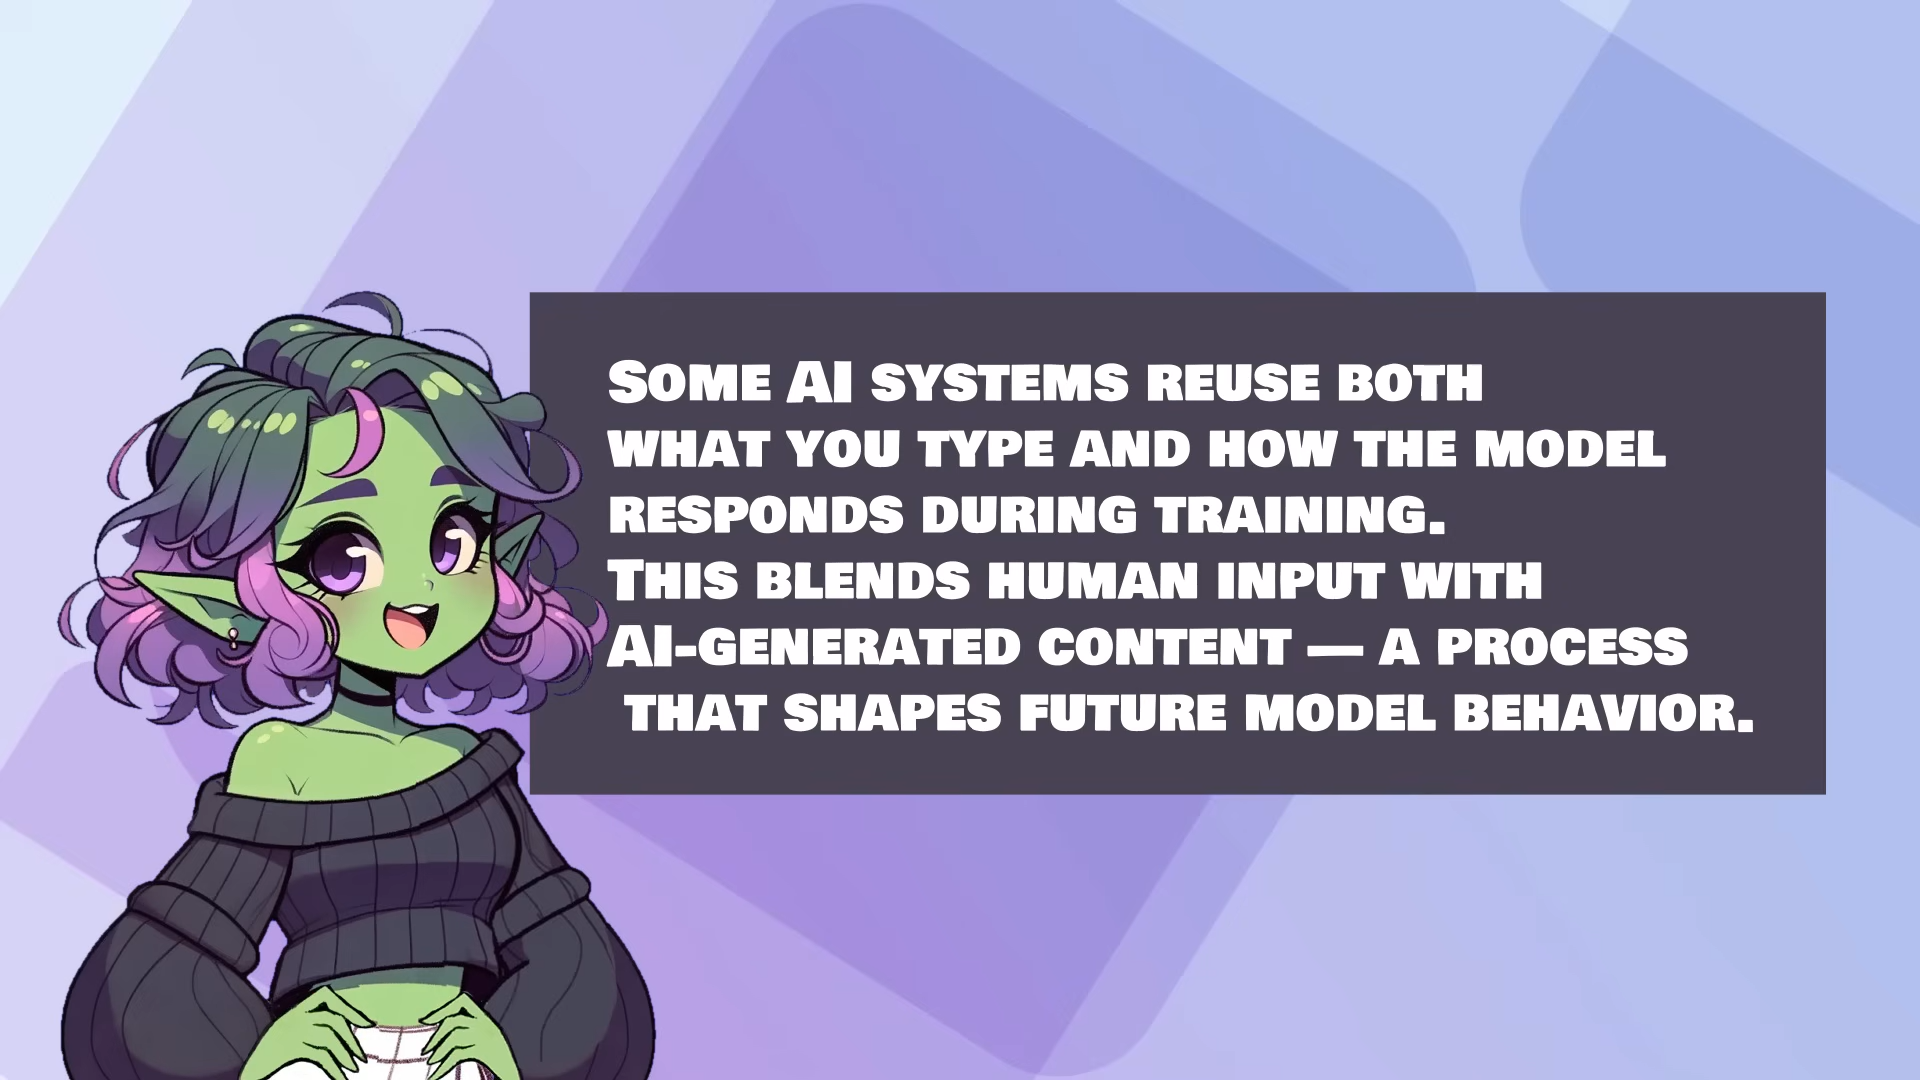 Some AI systems reuse both
what you type and how the model
responds during training.
This blends human input with
AI-generated content — a process
that shapes future model behavior.